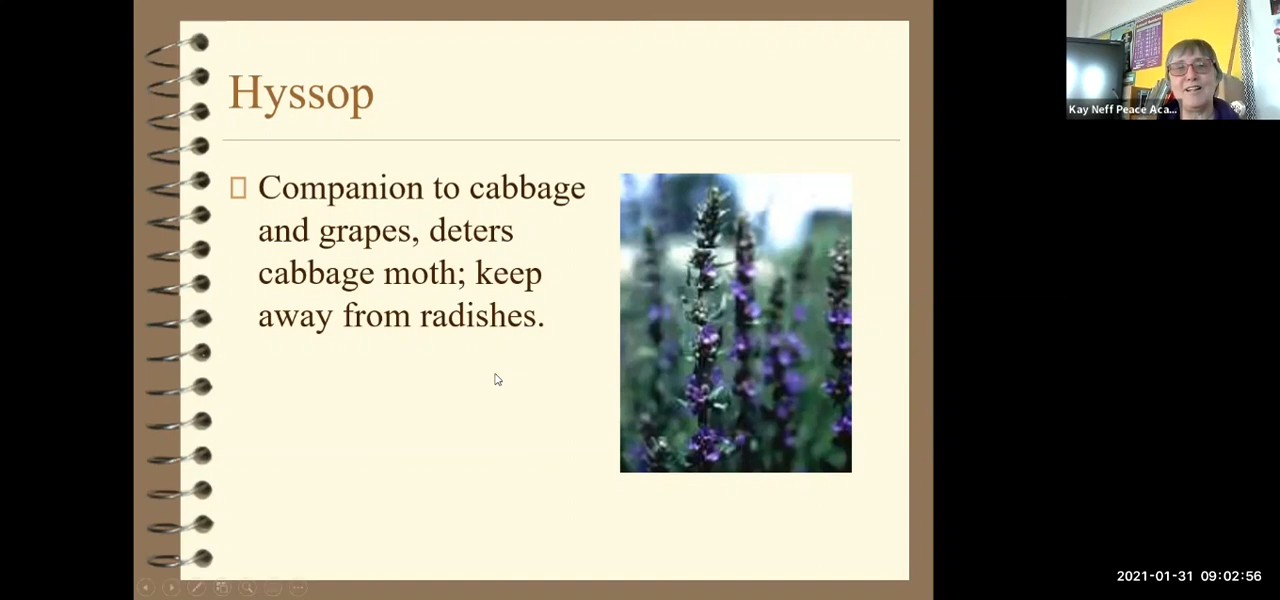 Hyssop
Companion to cabbage
and grapes, deters
cabbage moth; keep
away from radishes.
Kay Neff Peace Aca...
2021-01-31 09:02:56